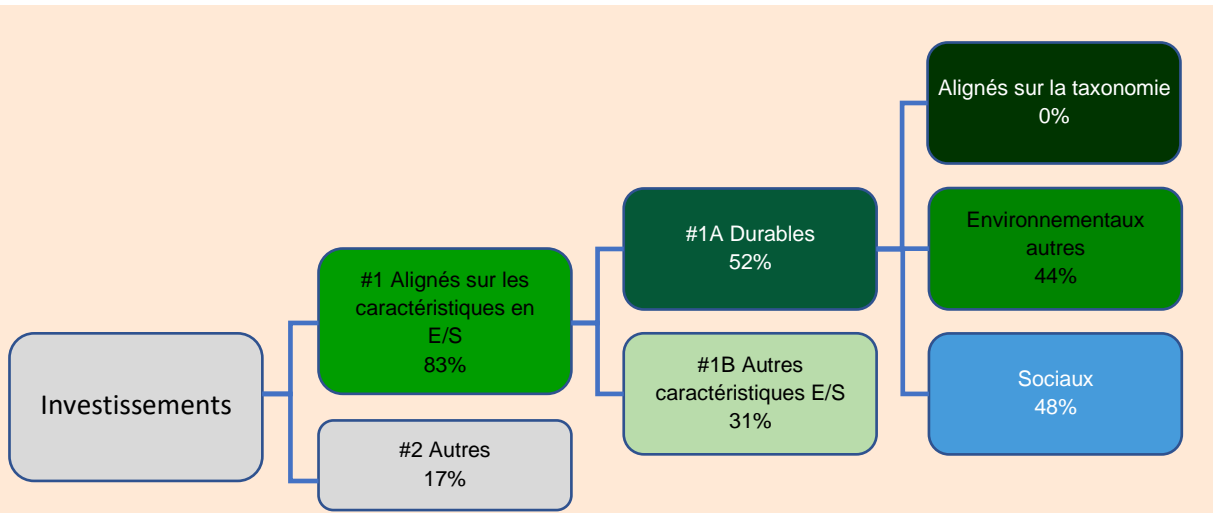 Investissements
#1 Alignés sur les
caractéristiques en
E/S
83%
#2 Autres
17%
#1A Durables
52%
#1B Autres
caractéristiques E/S
31%
Alignés sur la taxonomie
0%
Environnementaux
autres
44%
Sociaux
48%